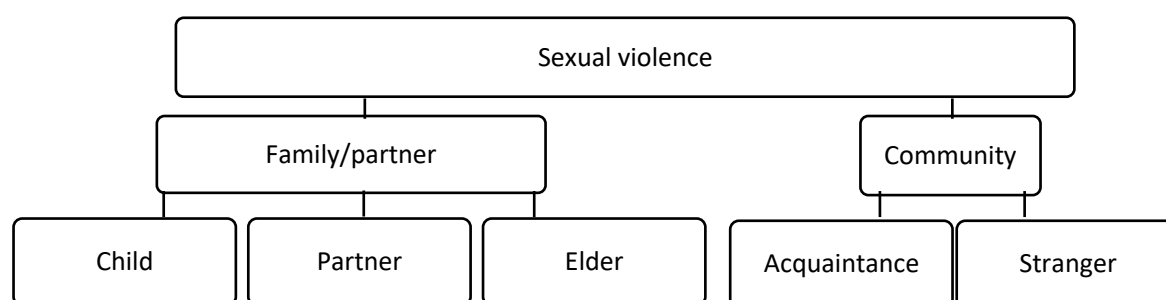 Sexual violence
Family/partner
Community
Child
Partner
Elder
Acquaintance
Stranger